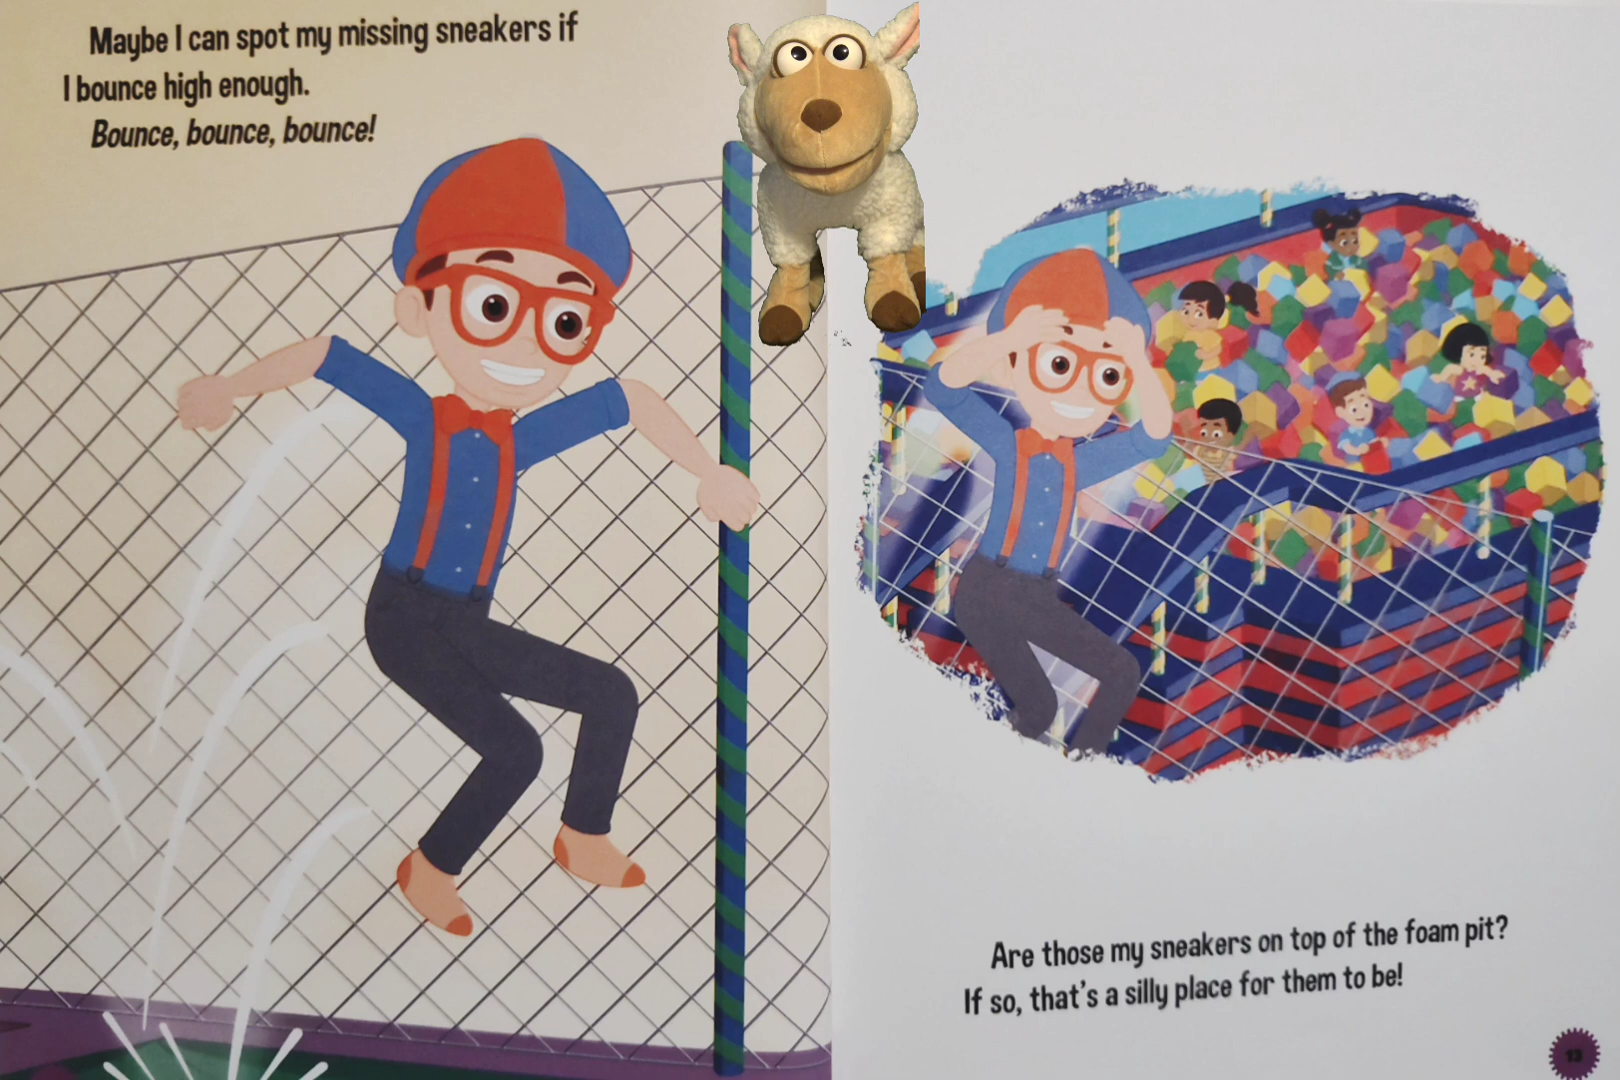 Maybe I can spot my missing sneakers if
I bounce high enough.
Bounce, bounce, bounce!
Are those my sneakers on top of the foam pit?
If so, that's a silly place for them to be!
13